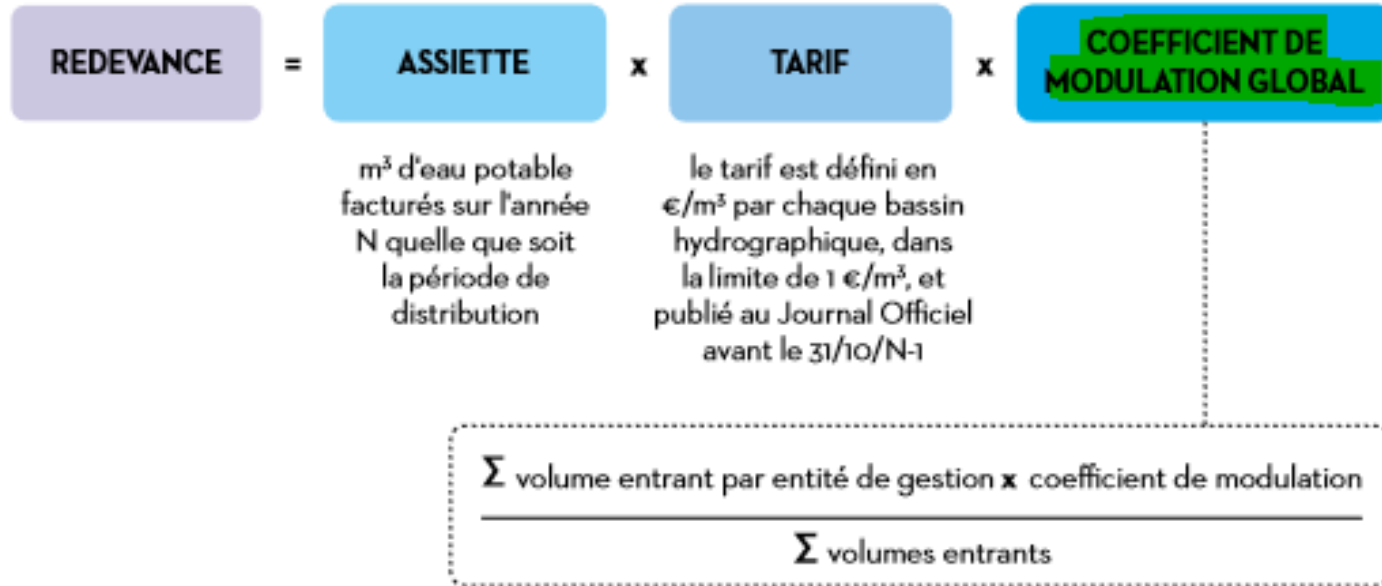 REDEVANCE = ASSIETTE x TARIF x COEFFICIENT DE
MODULATION GLOBAL
m³ d'eau potable
facturés sur l'année
N quelle que soit
la période de
distribution
le tarif est défini en
€/m³ par chaque bassin
hydrographique, dans
la limite de 1 €/m³, et
publié au Journal Officiel
avant le 31/10/N-1
Σ volume entrant par entité de gestion x coefficient de modulation
Σ volumes entrants